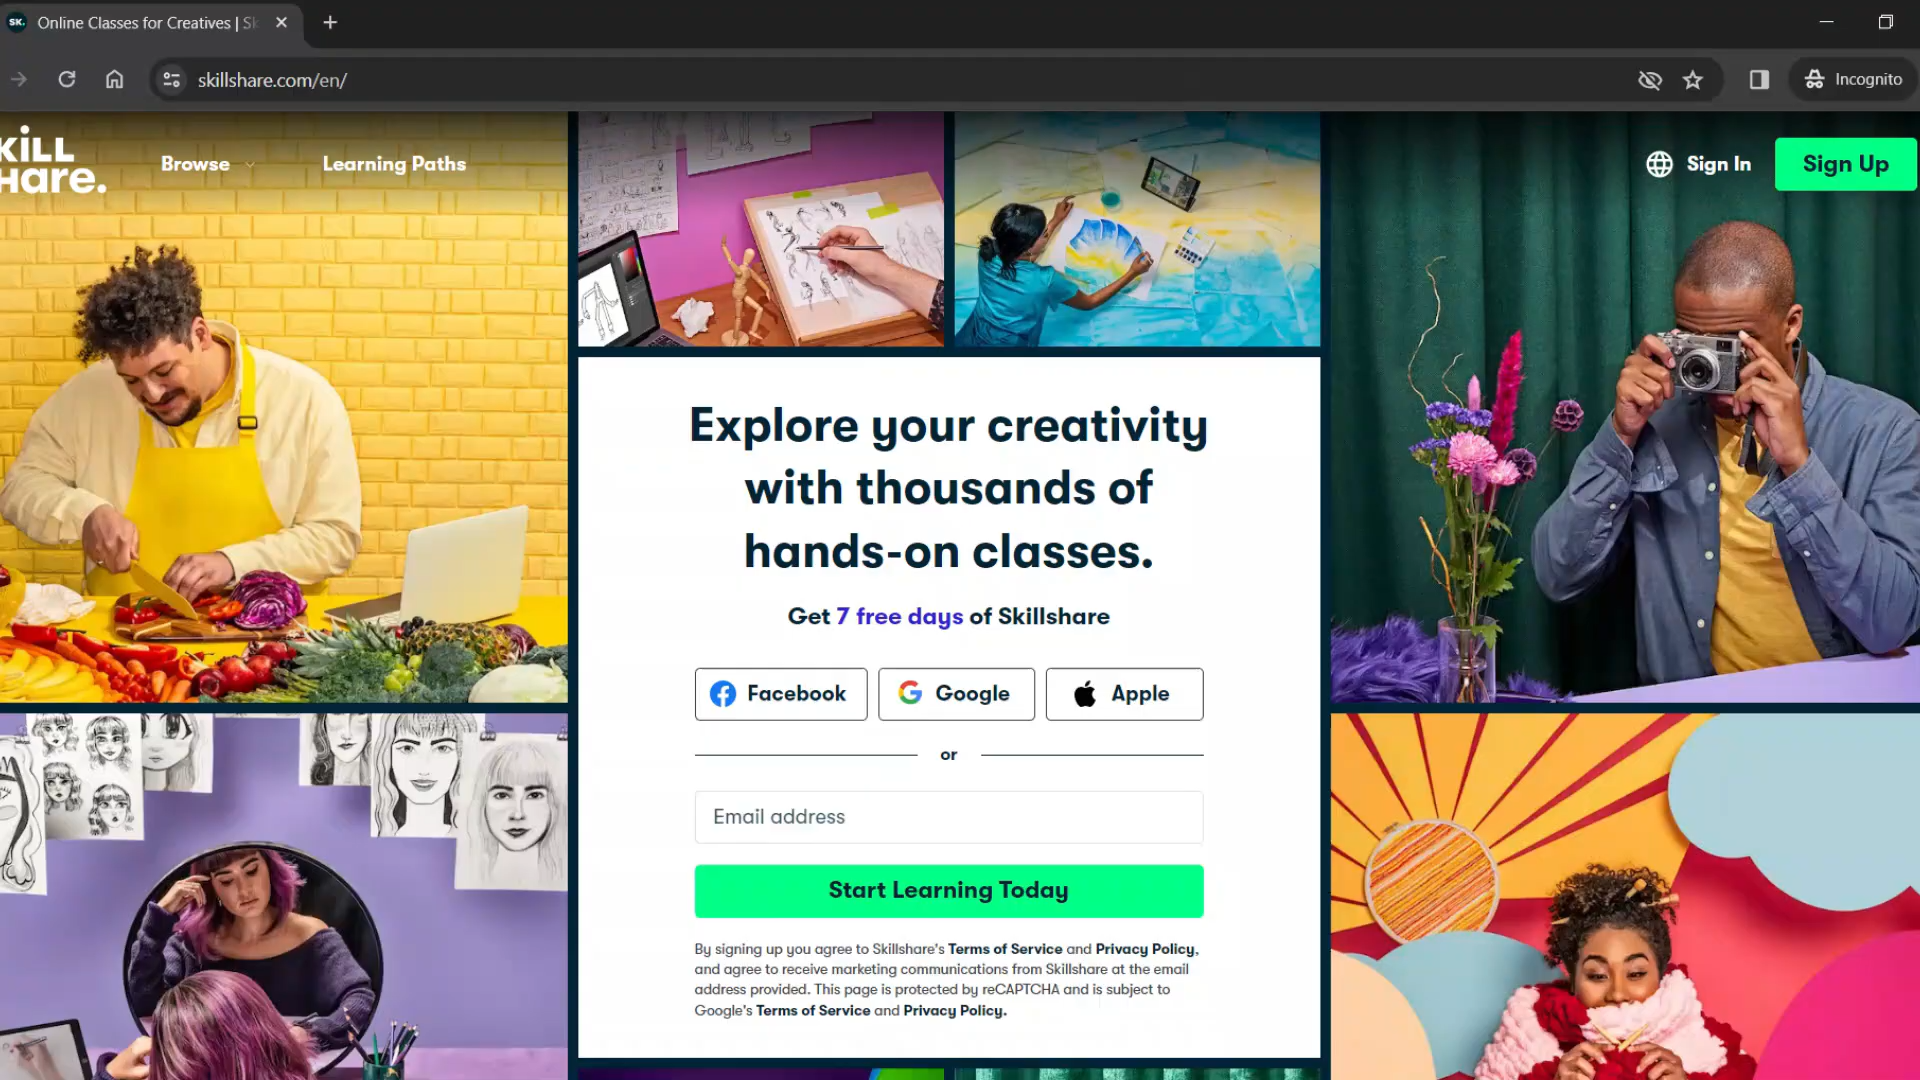 SK. Online Classes for Creatives | Sk
skillshare.com/en/
Incognito
kiLL
Hare.
Browse
Learning Paths
Sign In
Sign Up
Explore your creativity
with thousands of
hands-on classes.
Get 7 free days of Skillshare
Facebook
Google
Apple
or
Email address
Start Learning Today
By signing up you agree to Skillshare's Terms of Service and Privacy Policy,
and agree to receive marketing communications from Skillshare at the email
address provided. This page is protected by reCAPTCHA and is subject to
Google's Terms of Service and Privacy Policy.